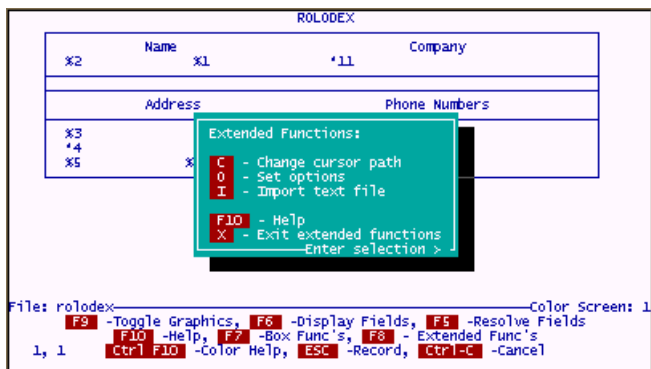 ROLODEX
Name Company
%2 %1 *11
Address Phone Numbers
%3
*4
%5 %
Extended Functions:
C - Change cursor path
O - Set options
I - Import text file
F10 - Help
X - Exit extended functions
Enter selection >
File: rolodex Color Screen: 1
F9 -Toggle Graphics, F6 -Display Fields, F5 -Resolve Fields
F10 -Help, F7 -Box Func's, F8 - Extended Func's
1, 1 Ctrl F10 -Color Help, ESC -Record, Ctrl-C -Cancel